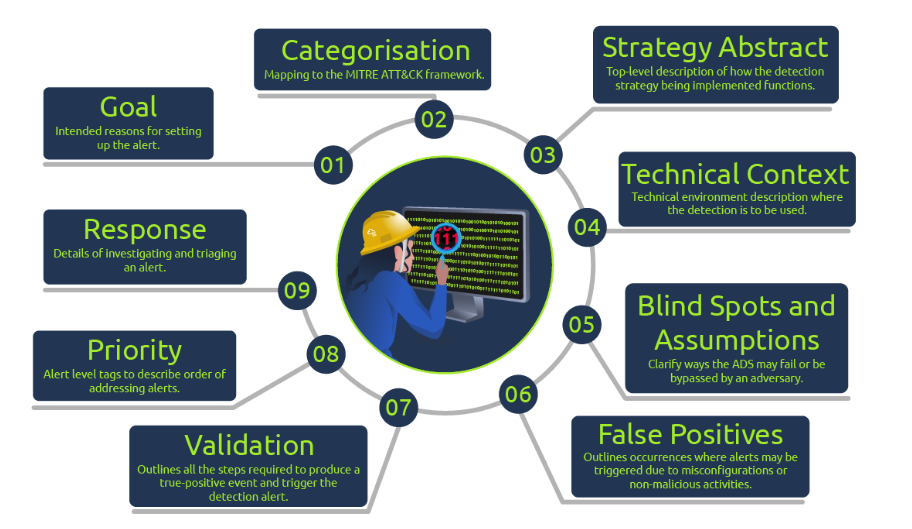 Goal
Intended reasons for setting
up the alert.
01
Categorisation
Mapping to the MITRE ATT&CK framework.
02
Strategy Abstract
Top-level description of how the detection
strategy being implemented functions.
03
Technical Context
Technical environment description where
the detection is to be used.
04
Blind Spots and
Assumptions
Clarify ways the ADS may fail or be
bypassed by an adversary.
05
False Positives
Outlines occurrences where alerts may be
triggered due to misconfigurations or
non-malicious activities.
06
Validation
Outlines all the steps required to produce a
true-positive event and trigger the
detection alert.
07
Priority
Alert level tags to describe order of
addressing alerts.
08
Response
Details of investigating and triaging
an alert.
09
111